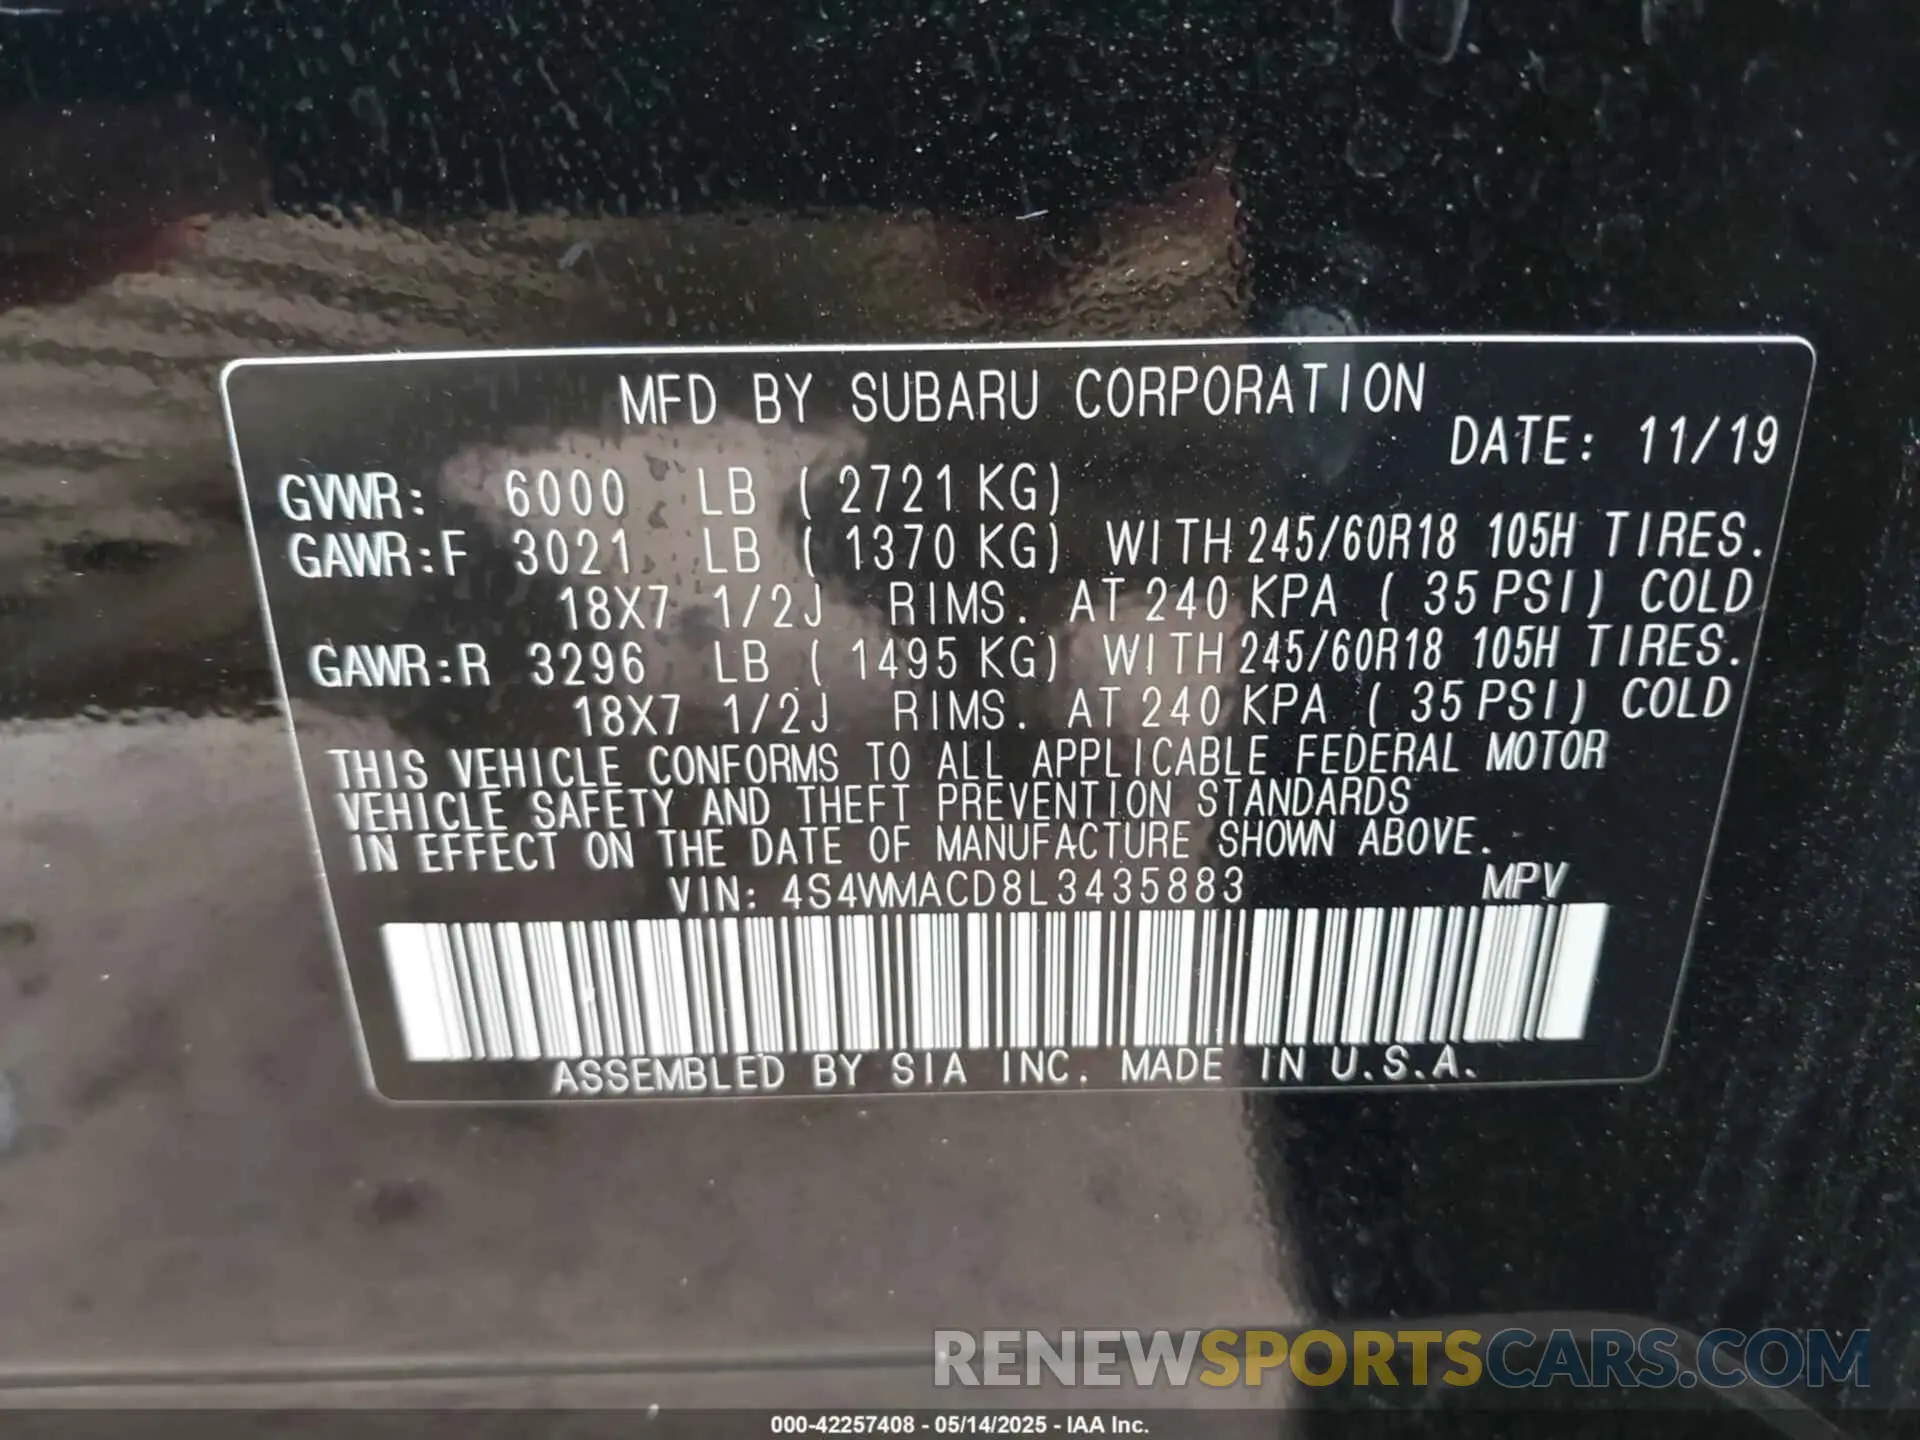 MFD BY SUBARU CORPORATION
DATE: 11/19
GVWR: 6000 LB ( 2721 KG)
GAWR:F 3021 LB ( 1370 KG) WITH 245/60R18 105H TIRES.
18X7 1/2J RIMS. AT 240 KPA ( 35 PSI) COLD
GAWR:R 3296 LB ( 1495 KG) WITH 245/60R18 105H TIRES.
18X7 1/2J RIMS. AT 240 KPA ( 35 PSI) COLD
THIS VEHICLE CONFORMS TO ALL APPLICABLE FEDERAL MOTOR
VEHICLE SAFETY AND THEFT PREVENTION STANDARDS
IN EFFECT ON THE DATE OF MANUFACTURE SHOWN ABOVE.
VIN: 4S4WMACD8L3435883 MPV
ASSEMBLED BY SIA INC. MADE IN U.S.A.
RENEWSPORTSCARS.COM
000-42257408 - 05/14/2025 - IAA Inc.